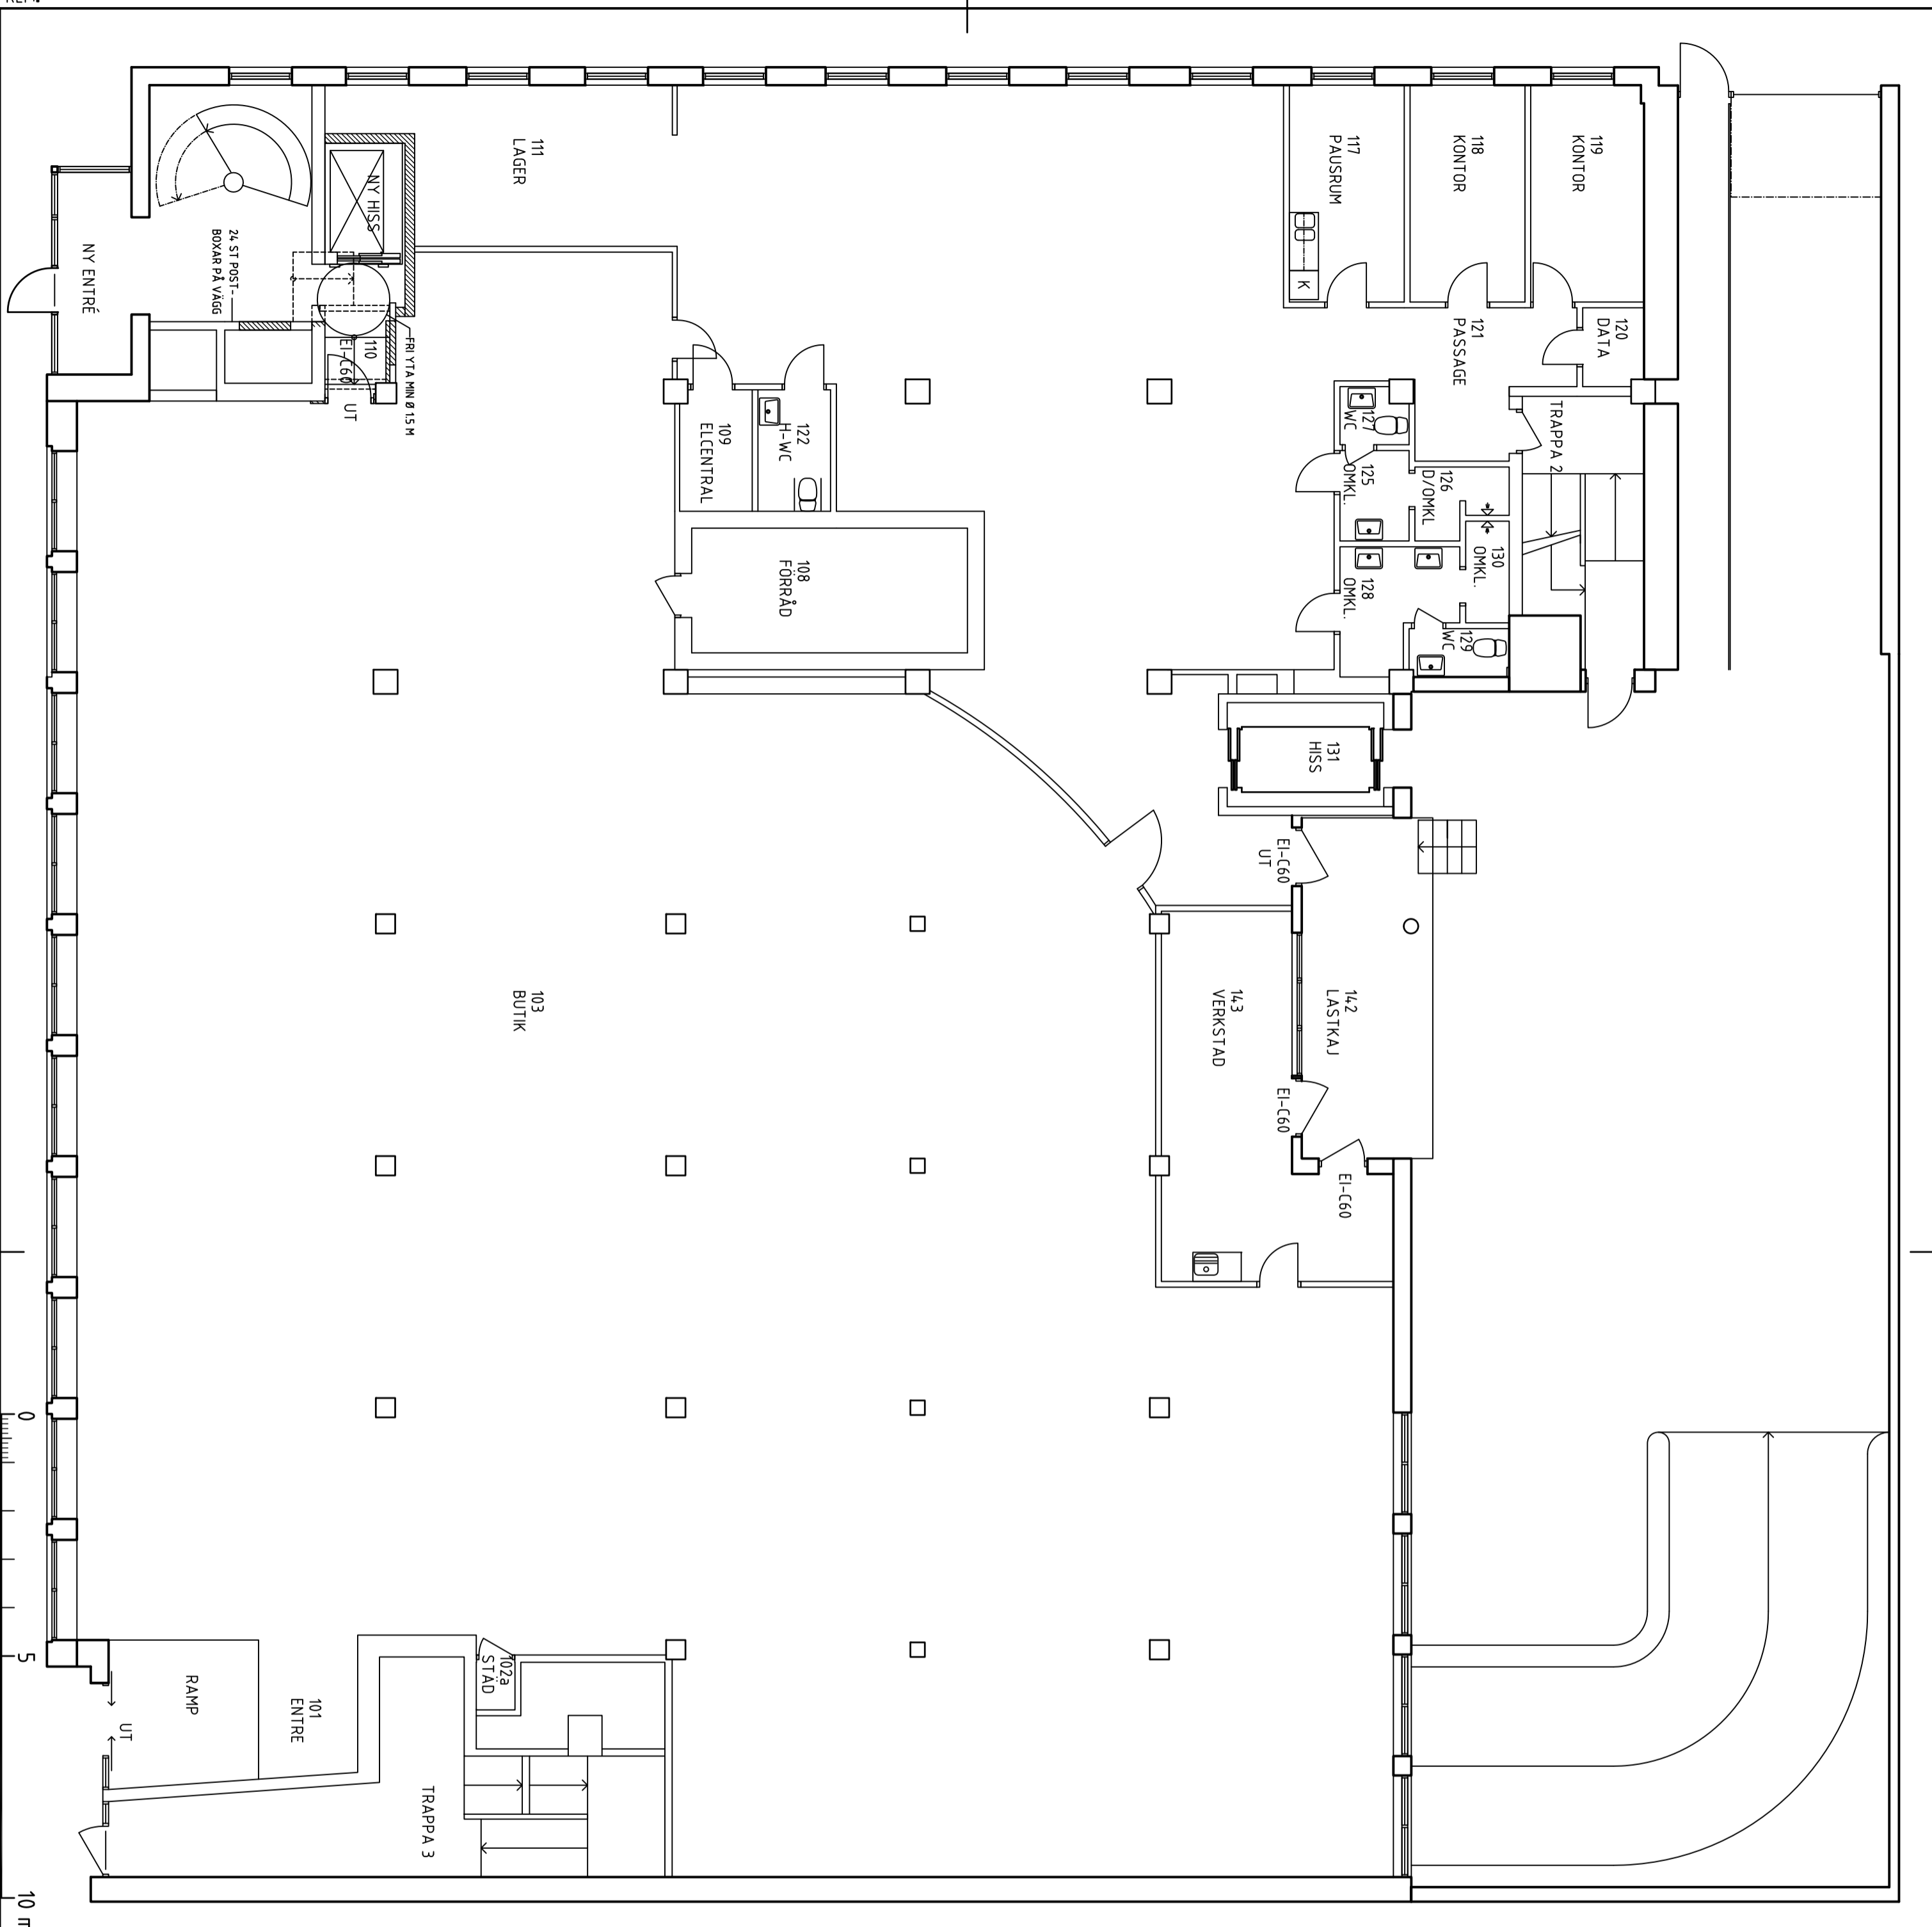 119
KONTOR
118
KONTOR
117
PAUSRUM
K
120
DATA
121
PASSAGE
TRAPPA 2
111
LAGER
NY HISS
NY ENTRÉ
24 ST POST-
BOXAR PÅ VÄGG
FRI YTA MIN Ø 1.5 M
110
EI-C60
UT
109
ELCENTRAL
122
H-WC
127
WC
125
OMKL.
126
D/OMKL
130
OMKL.
128
OMKL.
129
WC
108
FÖRRÅD
131
HISS
EI-C60
UT
142
LASTKAJ
143
VERKSTAD
EI-C60
EI-C60
103
BUTIK
102a
STÄD
101
ENTRE
RAMP
UT
TRAPPA 3
0
5
10 m